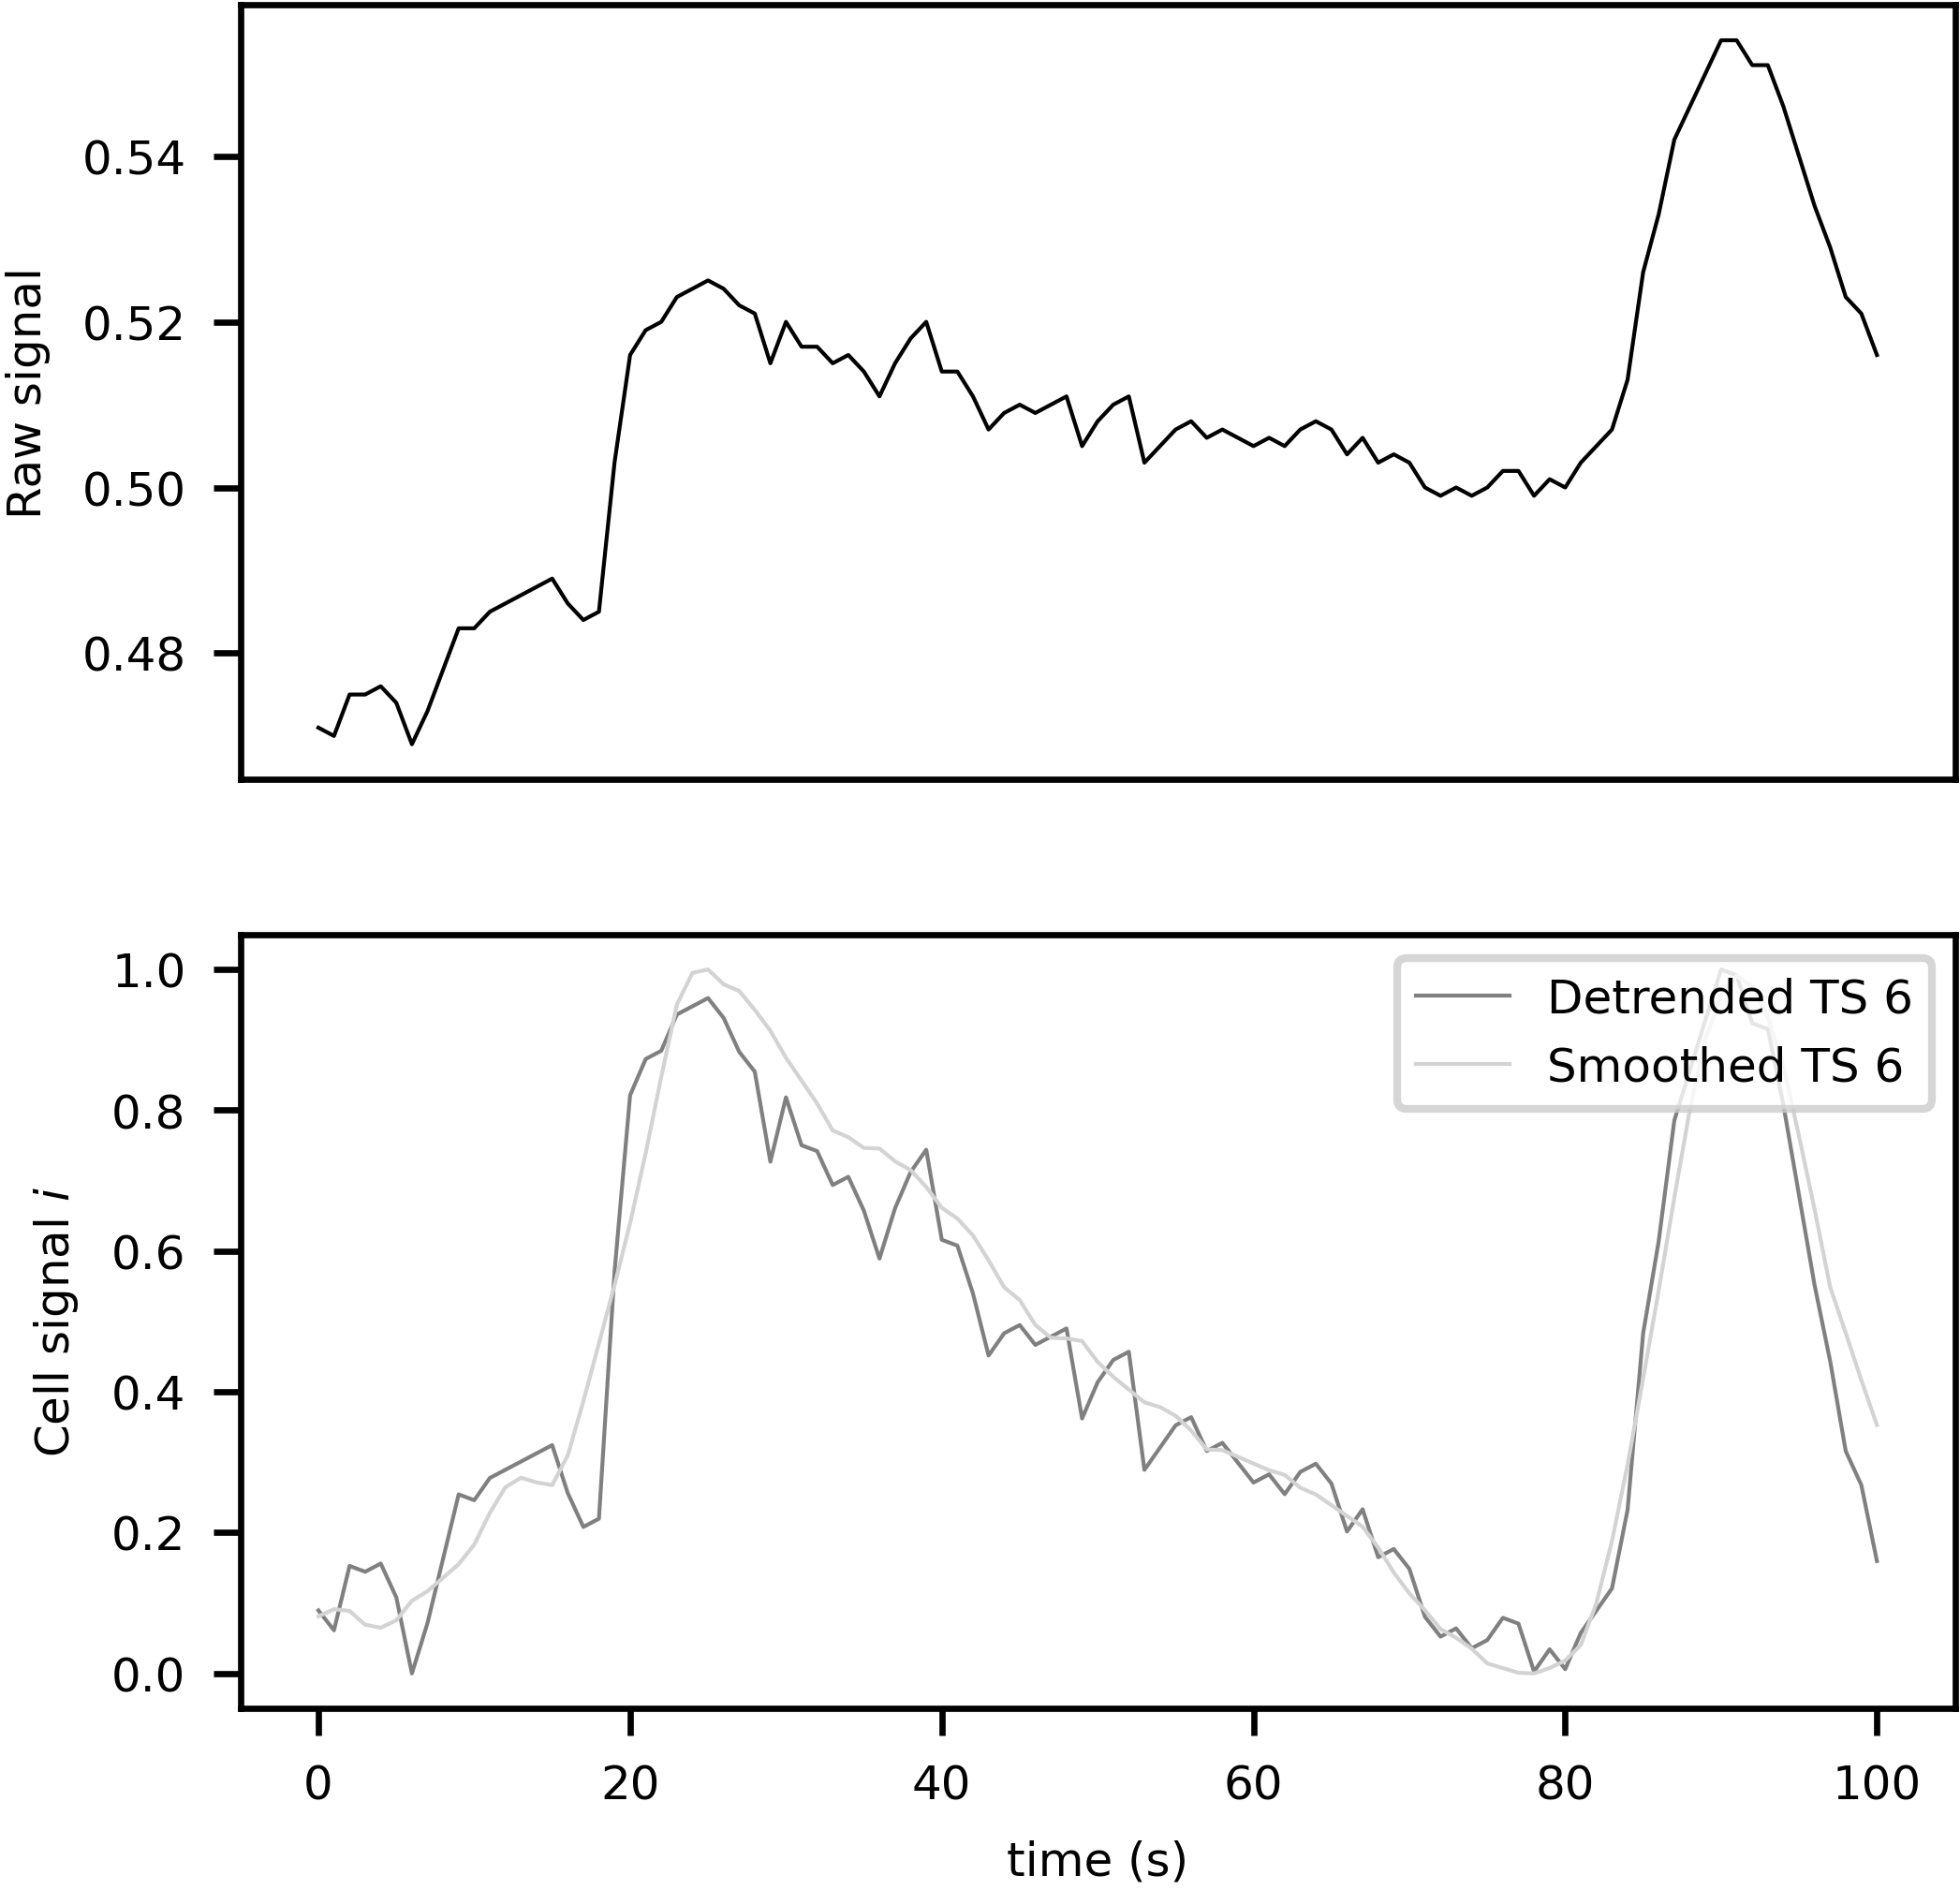 Raw signal
0.54
0.52
0.50
0.48
Cell signal i
1.0
0.8
0.6
0.4
0.2
0.0
Detrended TS 6
Smoothed TS 6
0 20 40 60 80 100
time (s)